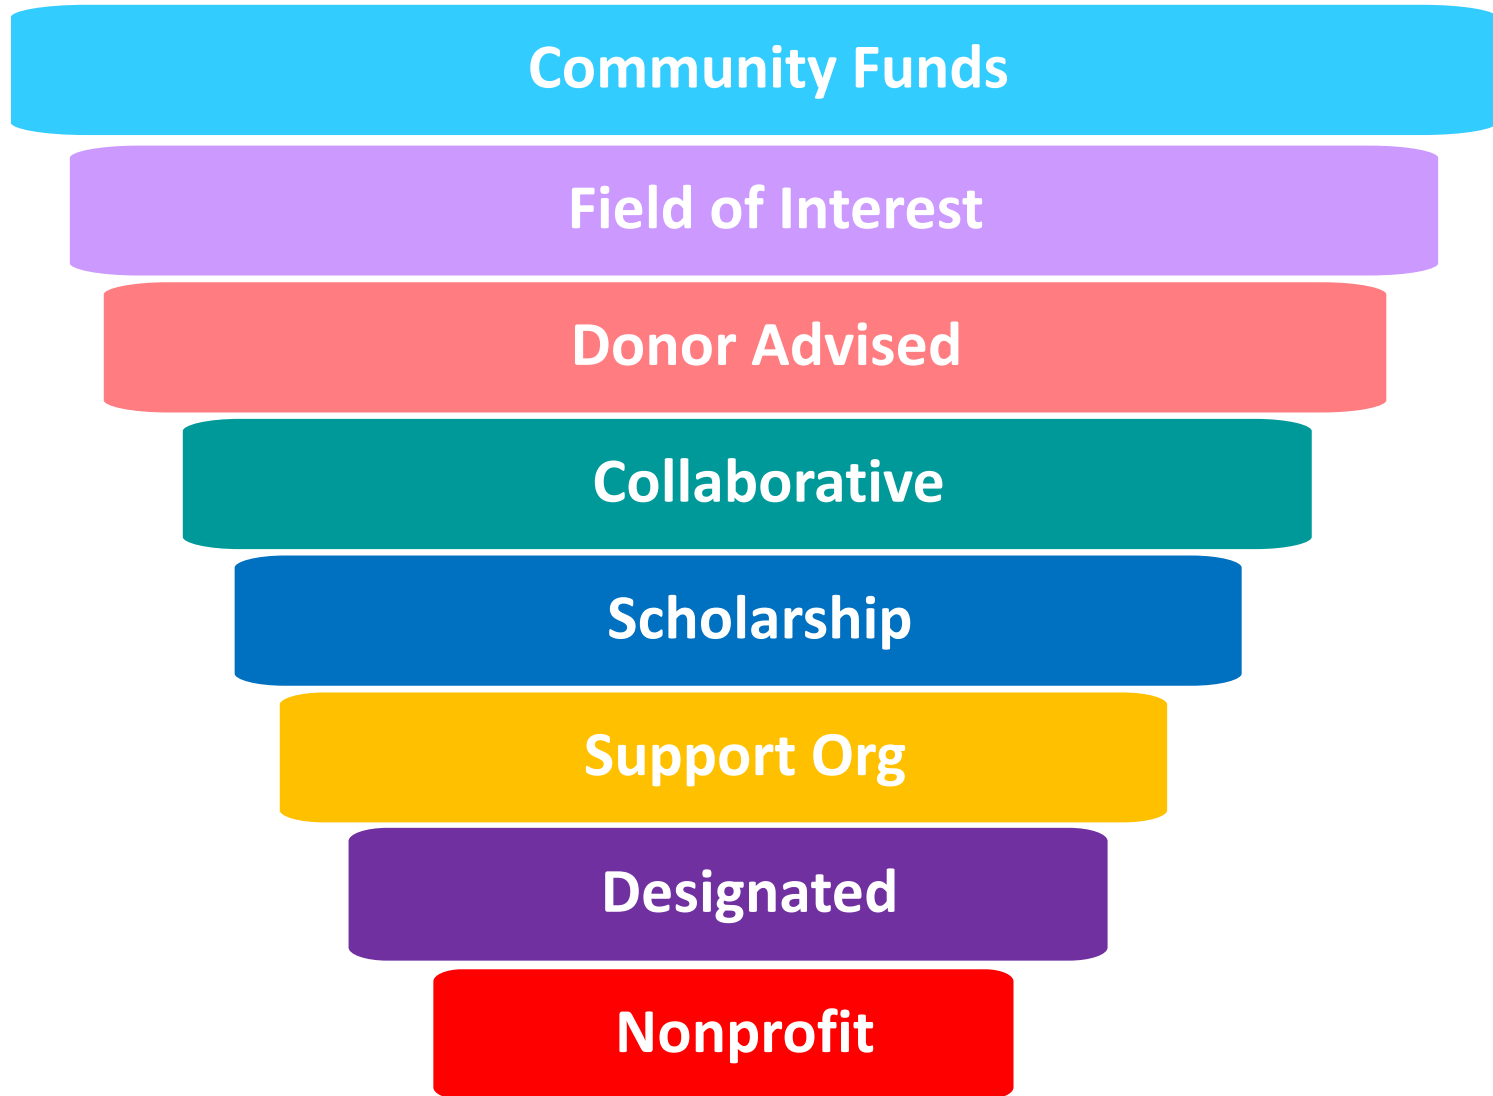 Community Funds
Field of Interest
Donor Advised
Collaborative
Scholarship
Support Org
Designated
Nonprofit